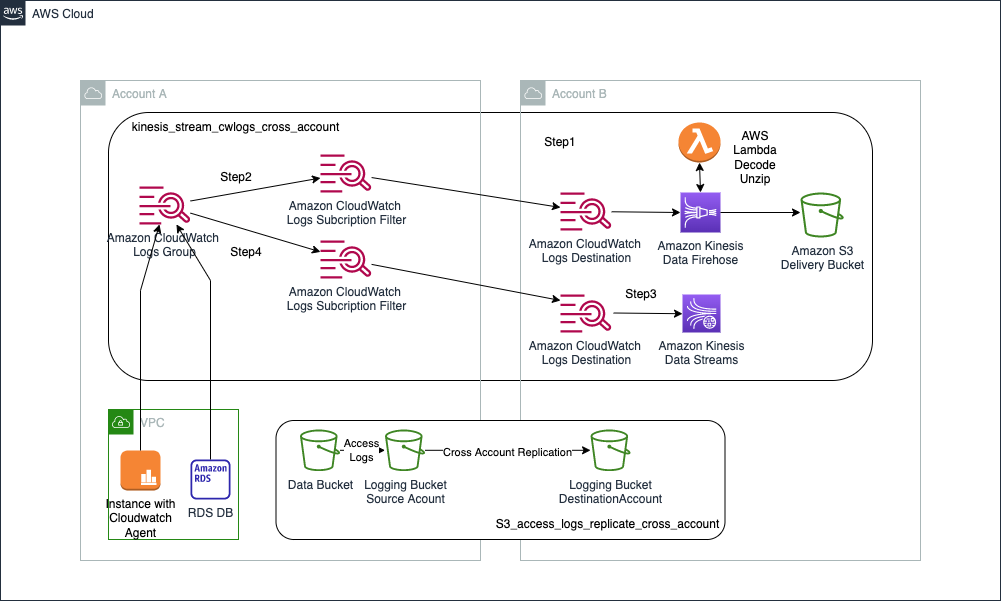 aws
AWS Cloud
Account A
Account B
kinesis_stream_cwlogs_cross_account
Step1
AWS
Lambda
Decode
Unzip
Step2
Amazon CloudWatch
Logs Subcription Filter
Amazon CloudWatch
Logs Group
Step4
Amazon CloudWatch
Logs Destination
Amazon Kinesis
Data Firehose
Amazon S3
Delivery Bucket
Amazon CloudWatch
Logs Subcription Filter
Step3
Amazon CloudWatch
Logs Destination
Amazon Kinesis
Data Streams
VPC
Amazon
RDS
Instance with
Cloudwatch
Agent
RDS DB
Access
Logs
Cross Account Replication
Data Bucket
Logging Bucket
Source Acount
Logging Bucket
DestinationAccount
S3_access_logs_replicate_cross_account